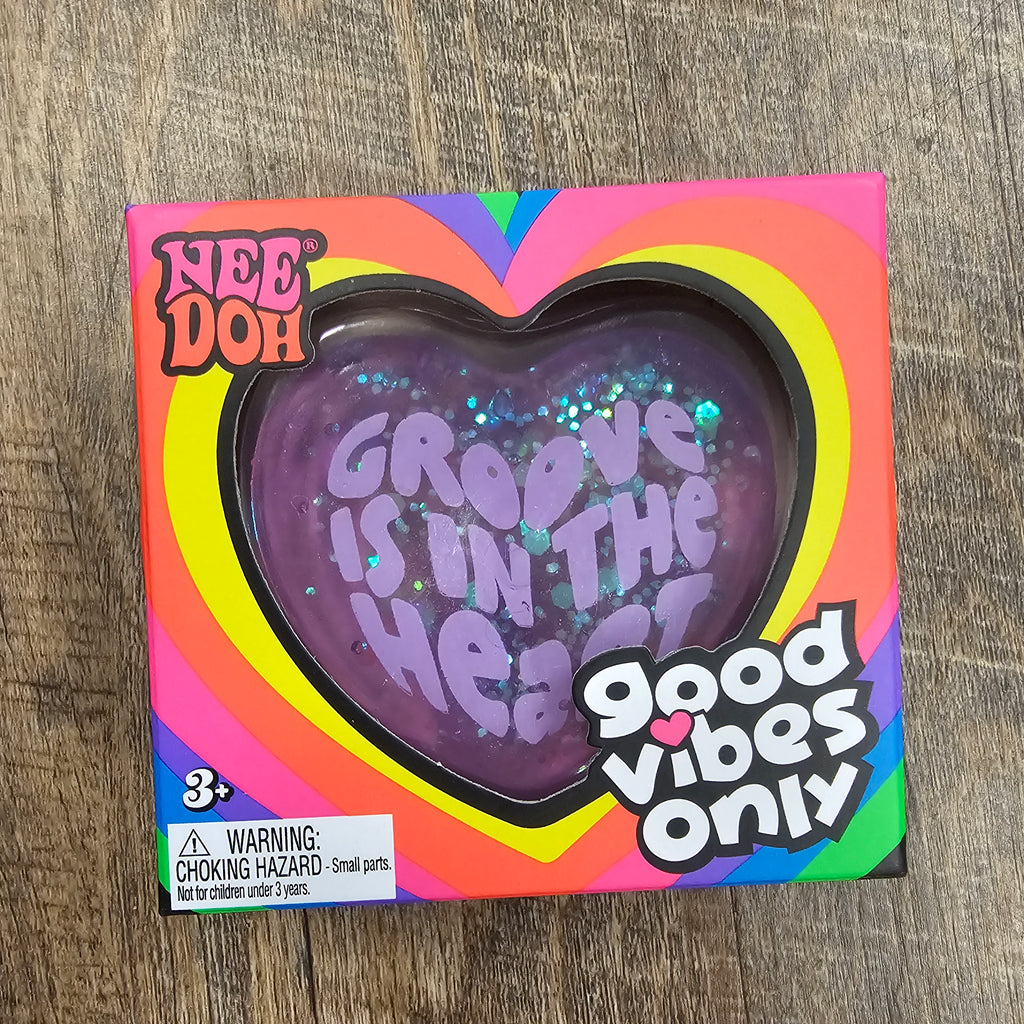 NEE®
DOH
GROOVE
IS IN THE
HEART
good
vibes
only
3+
WARNING:
CHOKING HAZARD - Small parts.
Not for children under 3 years.